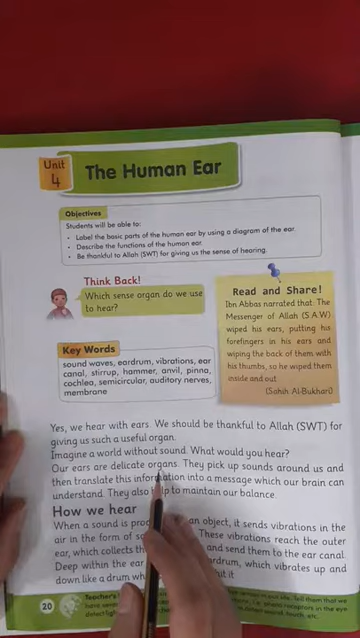 Unit
4
The Human Ear
Objectives
Students will be able to:
• Label the basic parts of the human ear by using a diagram of the ear.
• Describe the functions of the human ear.
• Be thankful to Allah (SWT) for giving us the sense of hearing.
Think Back!
Which sense organ do we use
to hear?
Key Words
sound waves, eardrum, vibrations, ear
canal, stirrup, hammer, anvil, pinna,
cochlea, semicircular, auditory nerves,
membrane
Read and Share!
Ibn Abbas narrated that The
Messenger of Allah (S.A.W)
wiped his ears, putting his
forefingers in his ears and
wiping the back of them with
his thumbs, so he wiped them
inside and out
(Sahih Al-Bukhari)
Yes, we hear with ears. We should be thankful to Allah (SWT) for
giving us such a useful organ.
Imagine a world without sound. What would you hear?
Our ears are delicate organs. They pick up sounds around us and
then translate this information into a message which our brain can
understand. They also help to maintain our balance.
How we hear
When a sound is an object, it sends vibrations in the
air in the form of These vibrations reach the outer
ear, which collects and send them to the ear canal.
Deep within the ear eardrum, which vibrates up and
down like a drum it
20